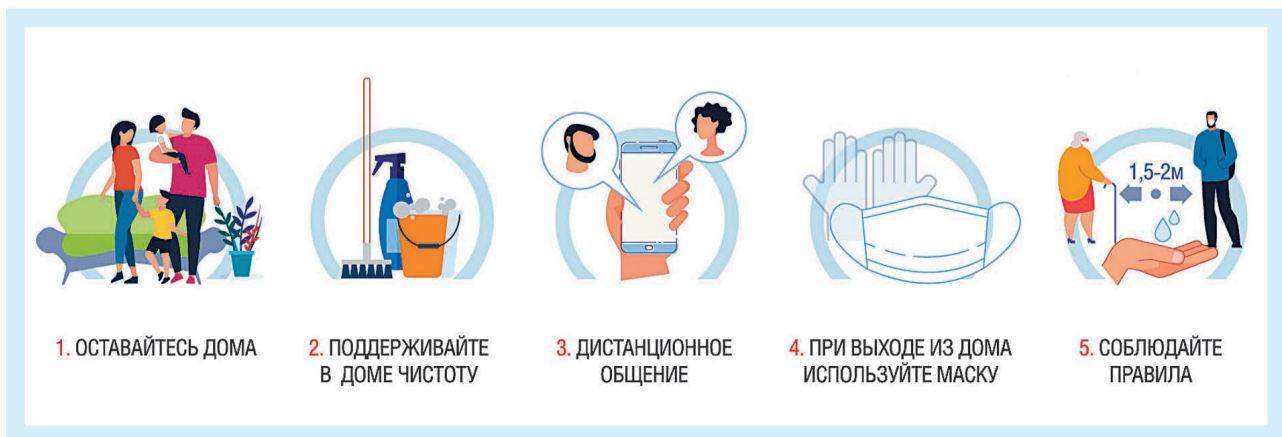 1,5-2м
1. ОСТАВАЙТЕСЬ ДОМА
2. ПОДДЕРЖИВАЙТЕ
В ДОМЕ ЧИСТОТУ
3. ДИСТАНЦИОННОЕ
ОБЩЕНИЕ
4. ПРИ ВЫХОДЕ ИЗ ДОМА
ИСПОЛЬЗУЙТЕ МАСКУ
5. СОБЛЮДАЙТЕ
ПРАВИЛА